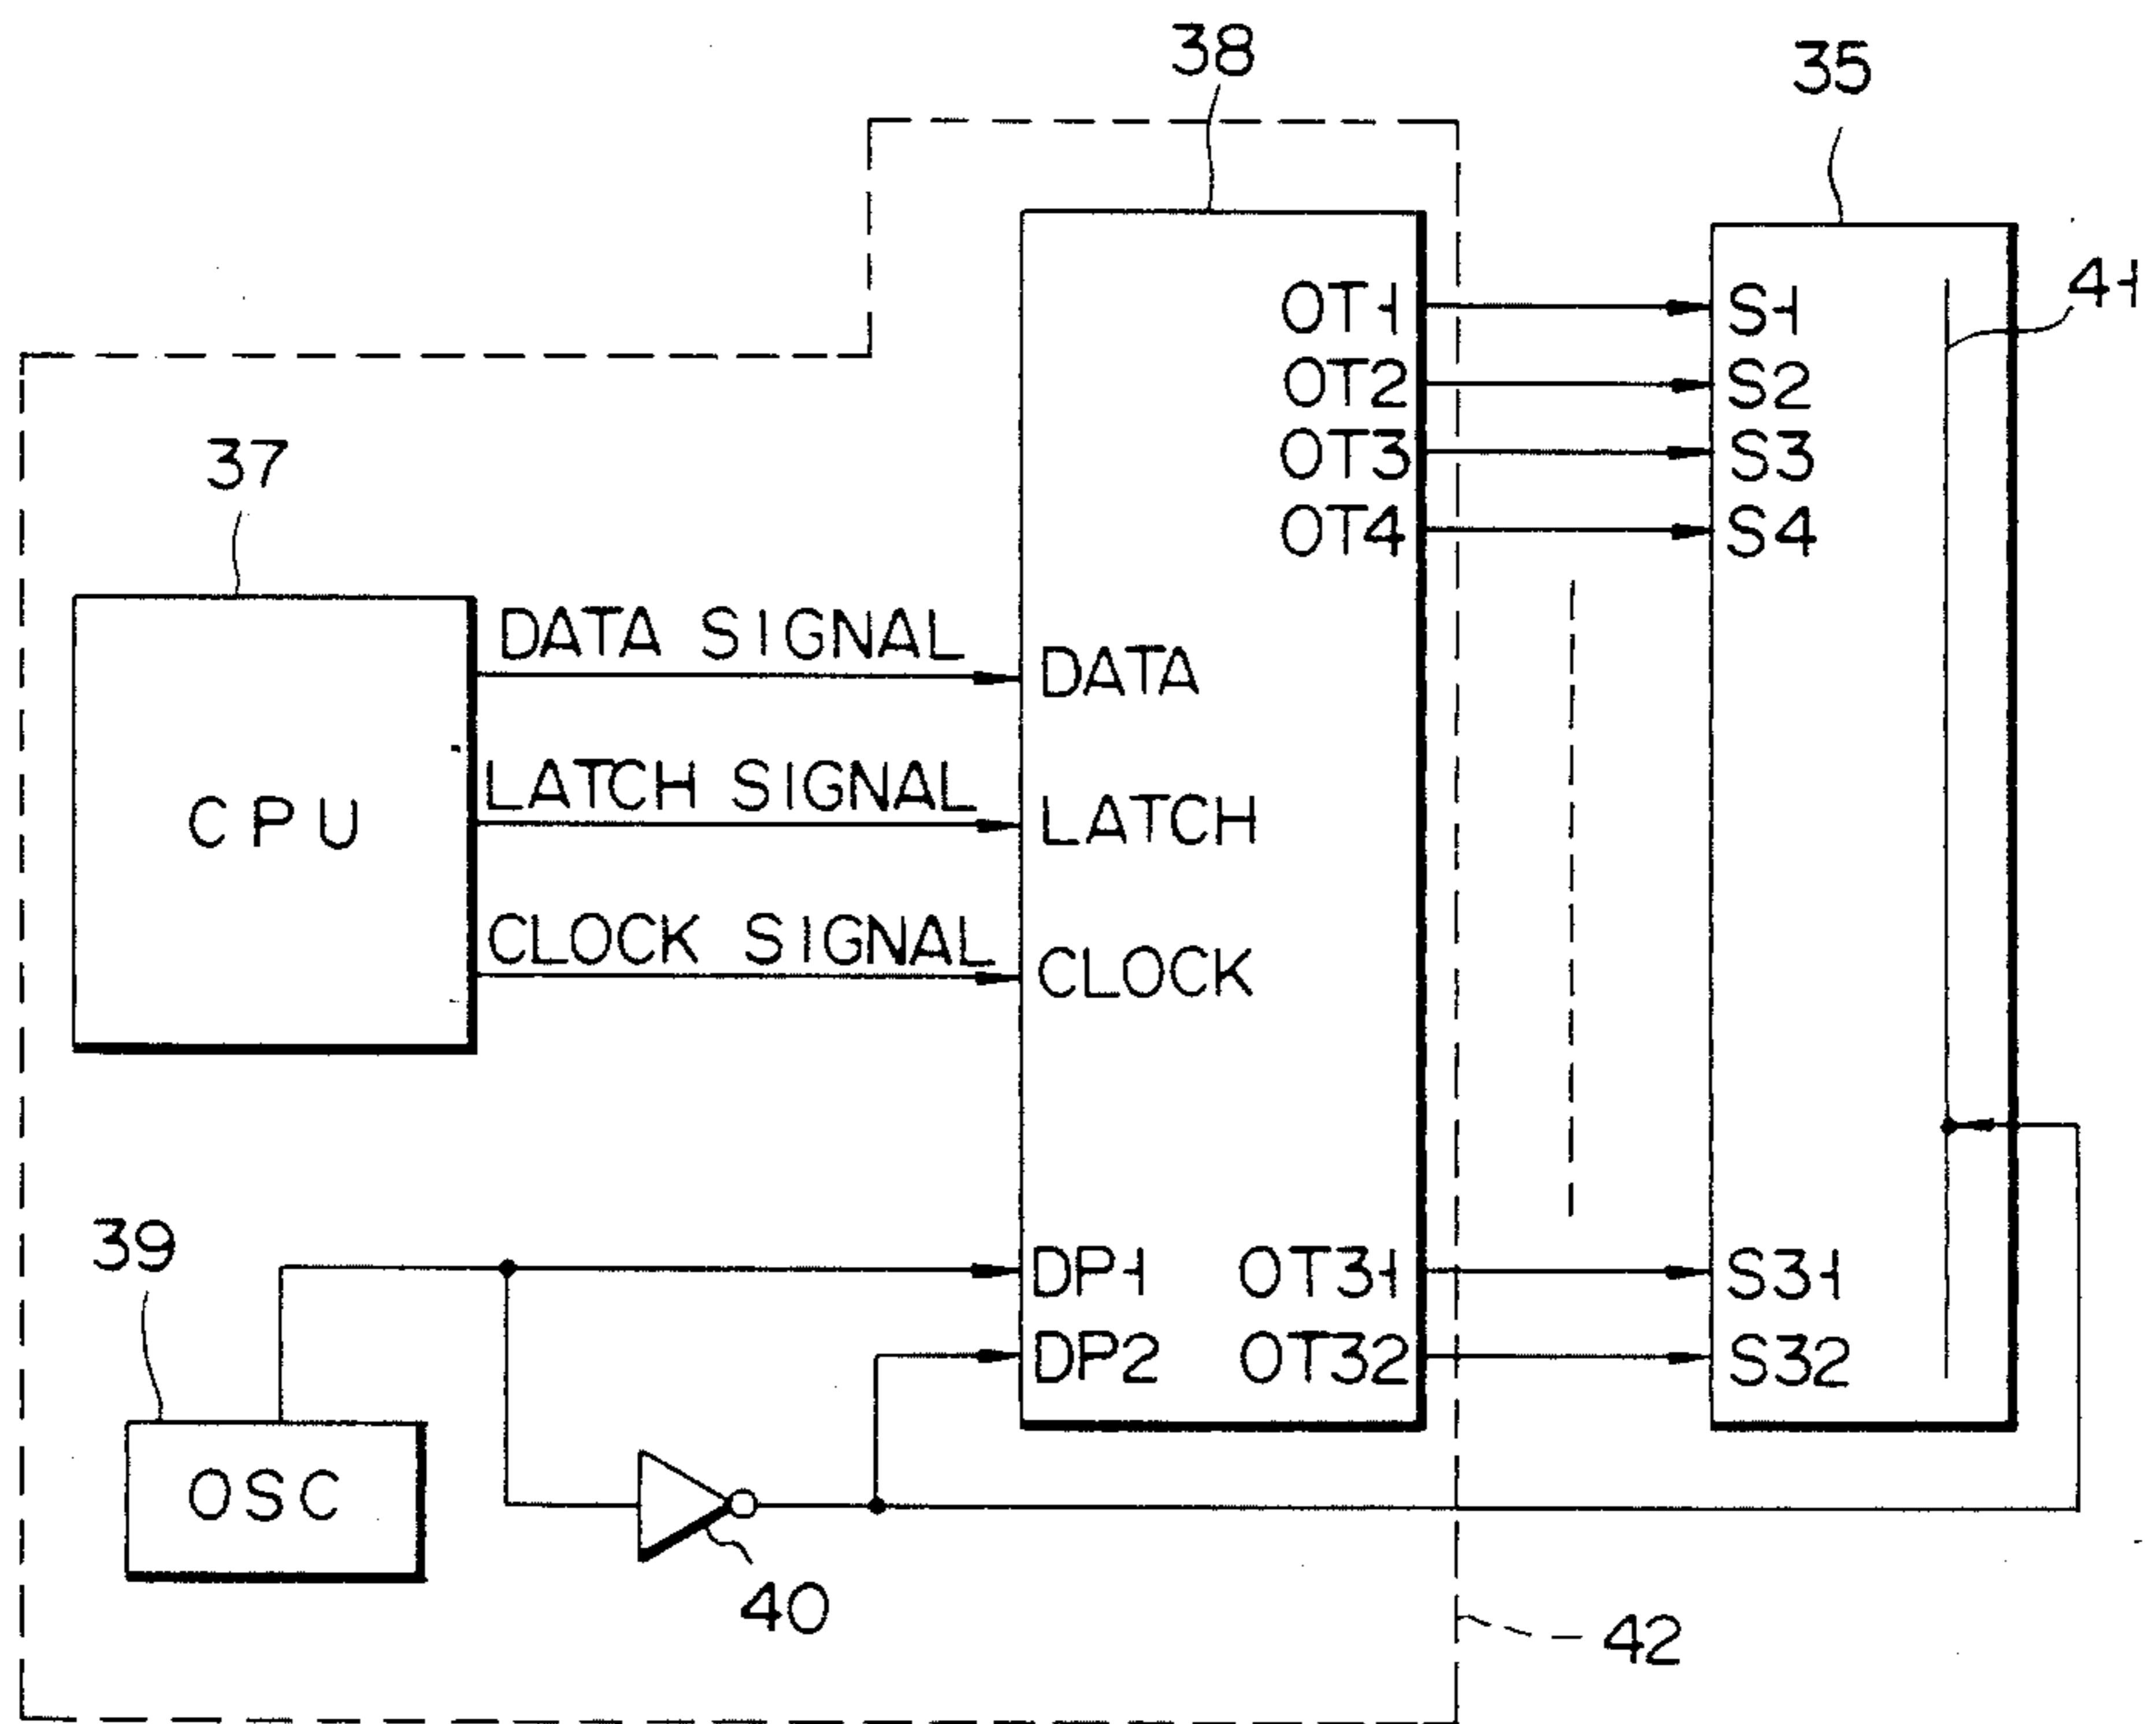 38
35
41
OT1
S1
OT2
S2
OT3
S3
OT4
S4
37
DATA SIGNAL
DATA
LATCH SIGNAL
LATCH
CPU
CLOCK SIGNAL
CLOCK
39
DP1
OT31
S31
DP2
OT32
S32
OSC
40
42